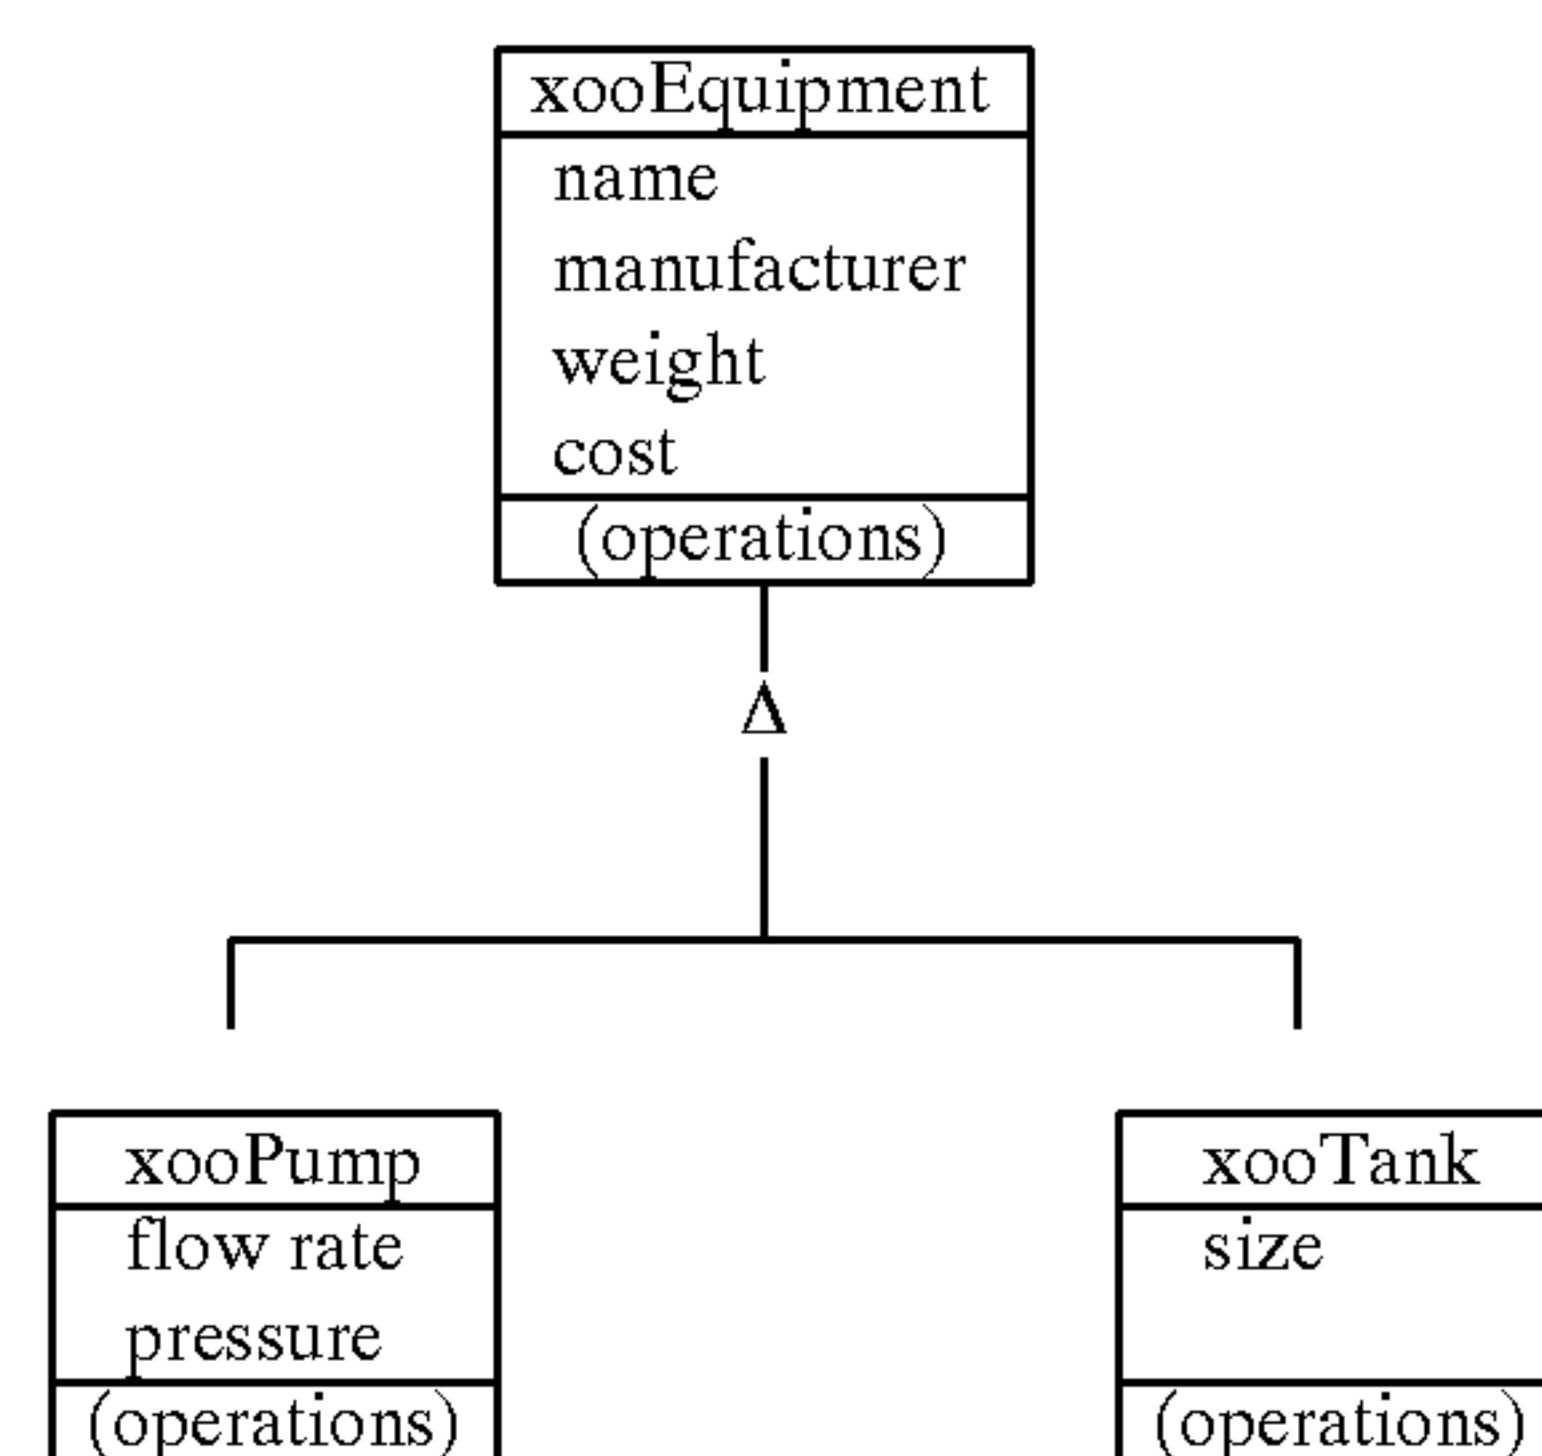 xooEquipment
name
manufacturer
weight
cost
(operations)
Δ
xooPump
flow rate
pressure
(operations)
xooTank
size
(operations)